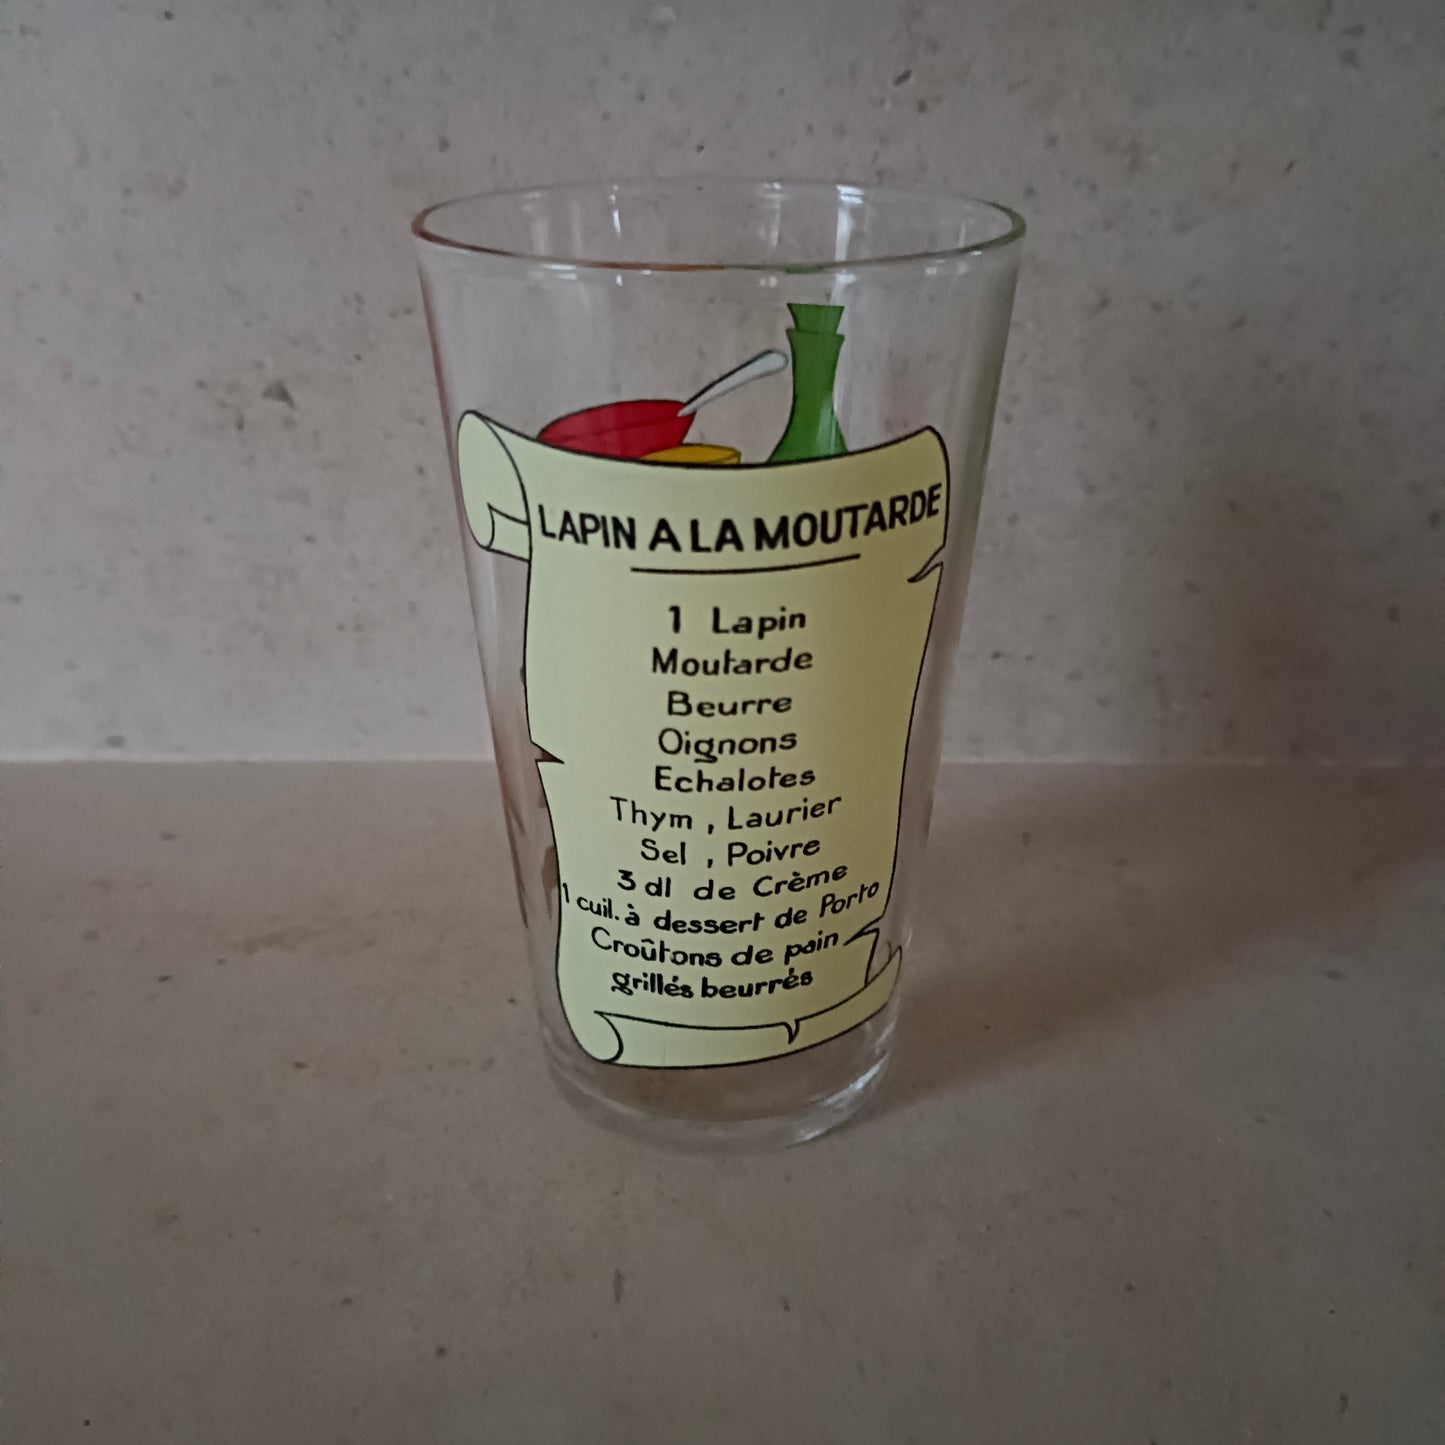 LAPIN A LA MOUTARDE
1 Lapin
Moutarde
Beurre
Oignons
Echalotes
Thym , Laurier
Sel , Poivre
3 dl de Crème
1 cuil. à dessert de Porto
Croûtons de pain
grillés beurrés